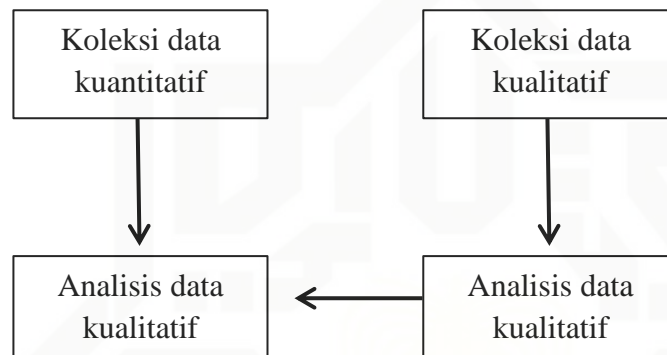 Koleksi data
kuantitatif
Koleksi data
kualitatif
Analisis data
kualitatif
Analisis data
kualitatif